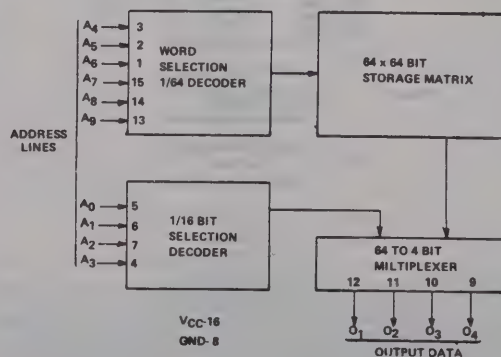 ADDRESS LINES
A4 3
A5 2
A6 1
A7 15
A8 14
A9 13
WORD
SELECTION
1/64 DECODER
64 x 64 BIT
STORAGE MATRIX
A0 5
A1 6
A2 7
A3 4
1/16 BIT
SELECTION
DECODER
64 TO 4 BIT
MILTIPLEXER
12 11 10 9
O1 O2 O3 O4
OUTPUT DATA
VCC-16
GND- 8